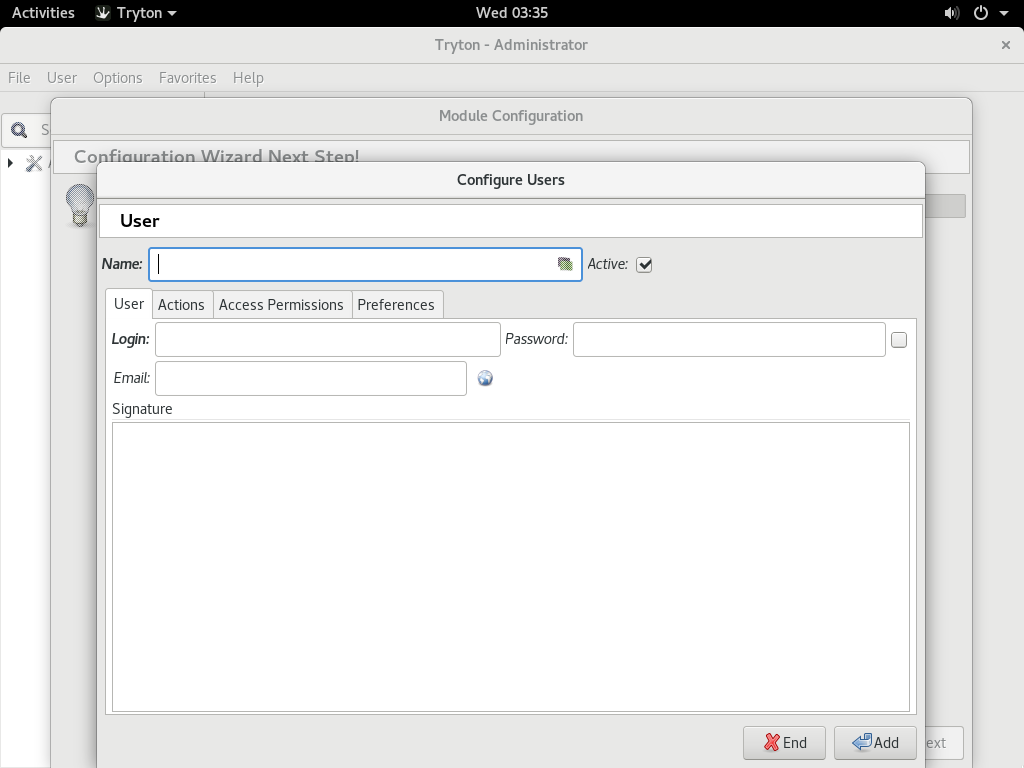 Activities Tryton Wed 03:35
Tryton - Administrator
File User Options Favorites Help
Module Configuration
S
Configuration Wizard Next Step!
Configure Users
User
Name: Active:
User Actions Access Permissions Preferences
Login: Password:
Email:
Signature
End Add ext